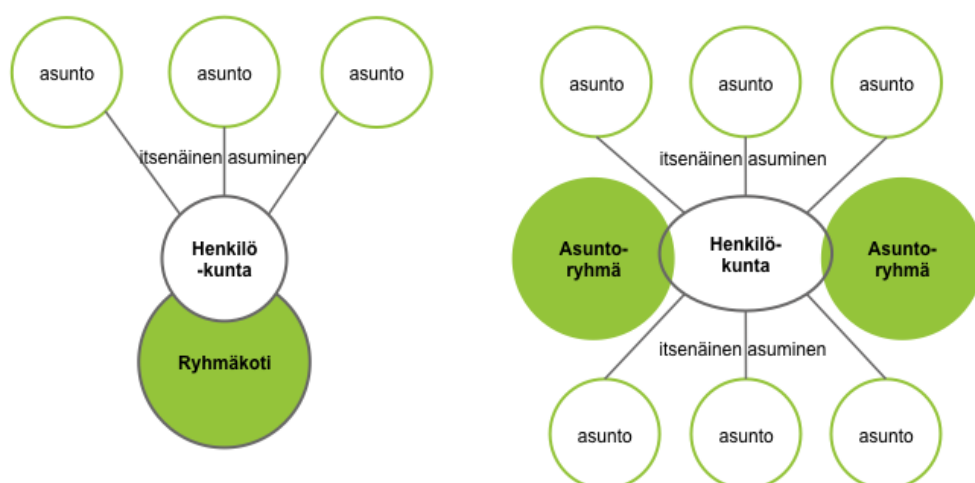 asunto
asunto
asunto
itsenäinen asuminen
Henkilö
-kunta
Ryhmäkoti
asunto
asunto
asunto
itsenäinen asuminen
Asunto-
ryhmä
Henkilö-
kunta
Asunto-
ryhmä
itsenäinen asuminen
asunto
asunto
asunto